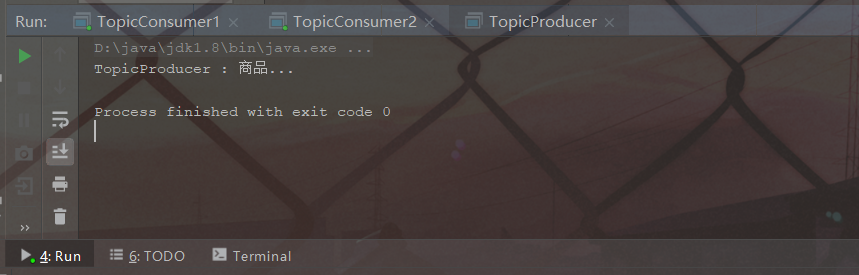 Run: TopicConsumer1 × TopicConsumer2 × TopicProducer ×
D:\java\jdk1.8\bin\java.exe ...
TopicProducer : 商品...
Process finished with exit code 0
4: Run 6: TODO Terminal